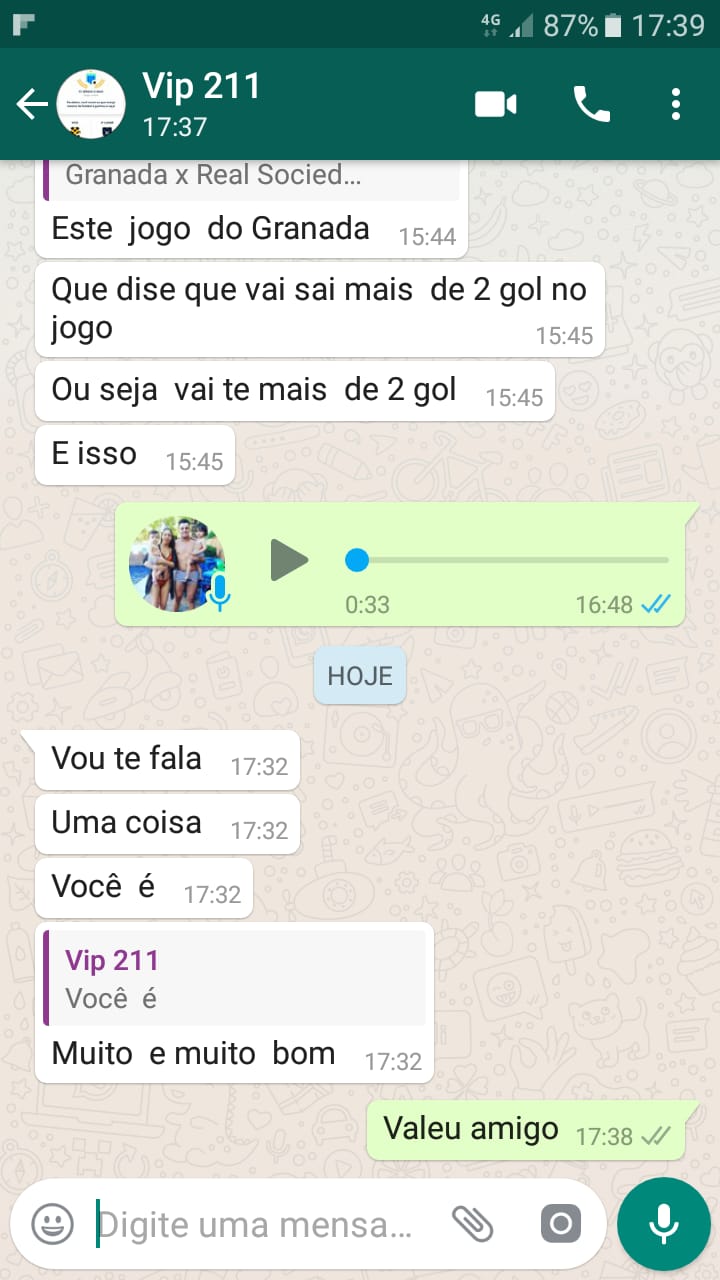 4G 87% 17:39
Vip 211
17:37
Granada x Real Socied...
Este jogo do Granada 15:44
Que dise que vai sai mais de 2 gol no
jogo 15:45
Ou seja vai te mais de 2 gol 15:45
E isso 15:45
0:33 16:48
HOJE
Vou te fala 17:32
Uma coisa 17:32
Você é 17:32
Vip 211
Você é
Muito e muito bom 17:32
Valeu amigo 17:38
Digite uma mensa...